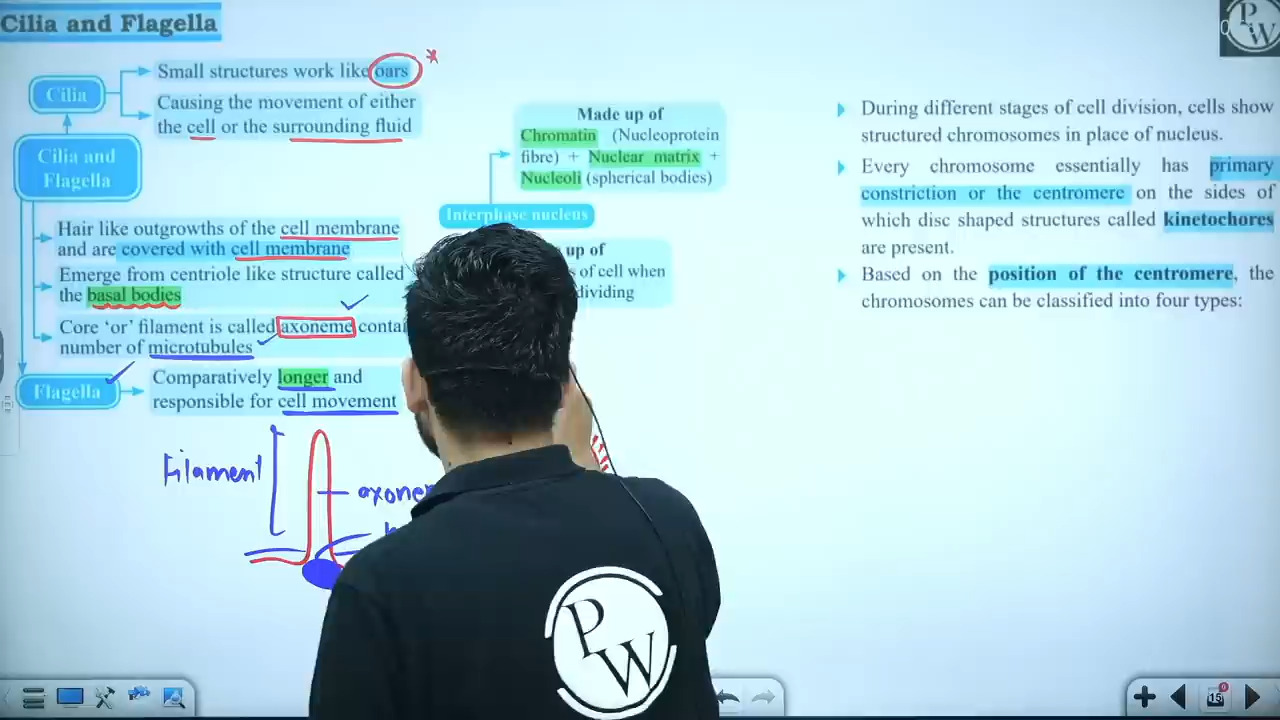 Cilia and Flagella
Cilia
Small structures work like oars
Causing the movement of either
the cell or the surrounding fluid
Cilia and
Flagella
Hair like outgrowths of the cell membrane
and are covered with cell membrane
Emerge from centriole like structure called
the basal bodies
Core ‘or’ filament is called axoneme
number of microtubules
Flagella
Comparatively longer and
responsible for cell movement
Filament
Made up of
Chromatin (Nucleoprotein
fibre) + Nuclear matrix +
Nucleoli (spherical bodies)
Interphase nucleus
up of
of cell when
dividing
During different stages of cell division, cells show
structured chromosomes in place of nucleus.
Every chromosome essentially has primary
constriction or the centromere on the sides of
which disc shaped structures called kinetochores
are present.
Based on the position of the centromere, the
chromosomes can be classified into four types:
PW
PW
15